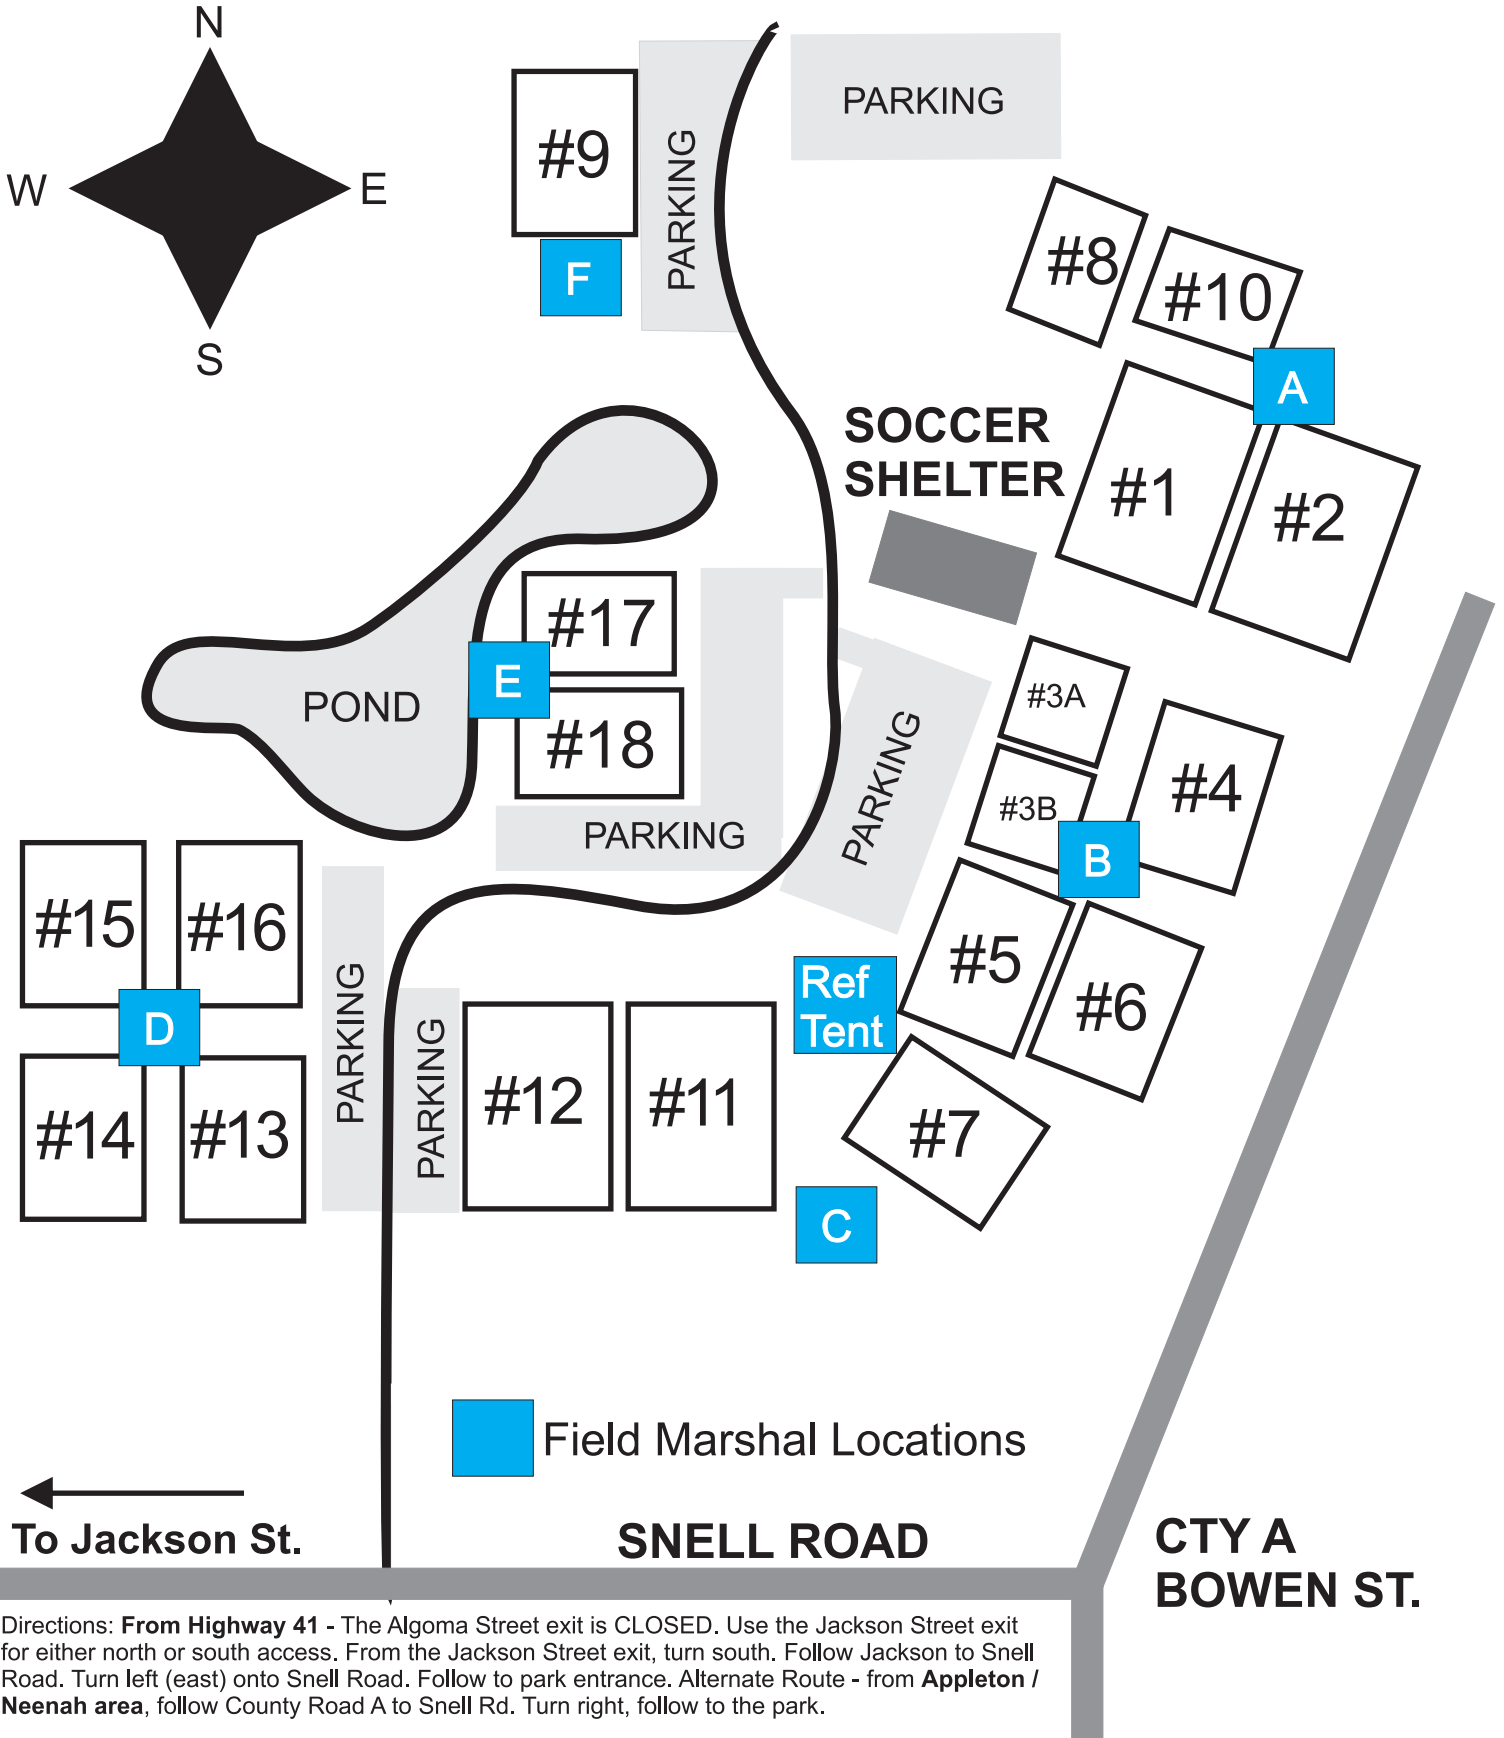 N
W
E
S
#9
PARKING
PARKING
F
#8
#10
A
SOCCER
SHELTER
#1
#2
#17
E
#18
POND
PARKING
PARKING
#3A
#3B
#4
B
#15
#16
D
#14
#13
PARKING
PARKING
#12
#11
Ref
Tent
#5
#6
#7
C
Field Marshal Locations
To Jackson St.
SNELL ROAD
CTY A
BOWEN ST.
Directions: From Highway 41 - The Algoma Street exit is CLOSED. Use the Jackson Street exit
for either north or south access. From the Jackson Street exit, turn south. Follow Jackson to Snell
Road. Turn left (east) onto Snell Road. Follow to park entrance. Alternate Route - from Appleton /
Neenah area, follow County Road A to Snell Rd. Turn right, follow to the park.